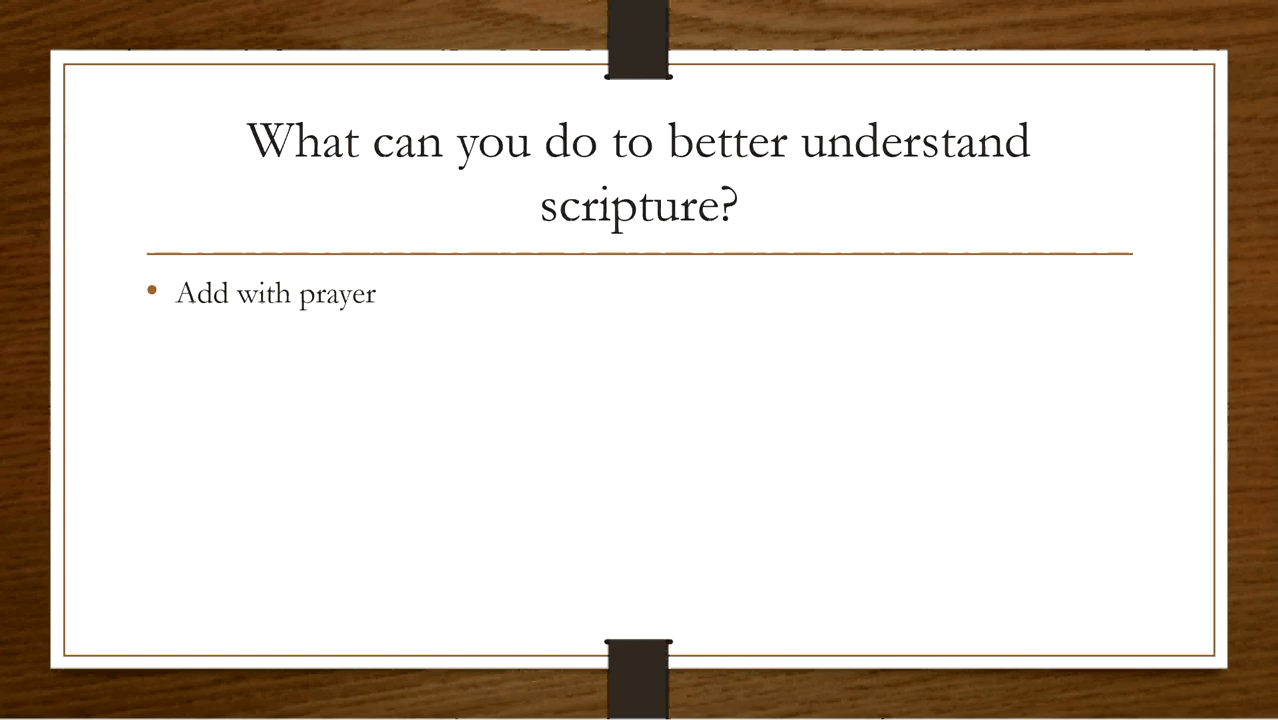 What can you do to better understand
scripture?
• Add with prayer